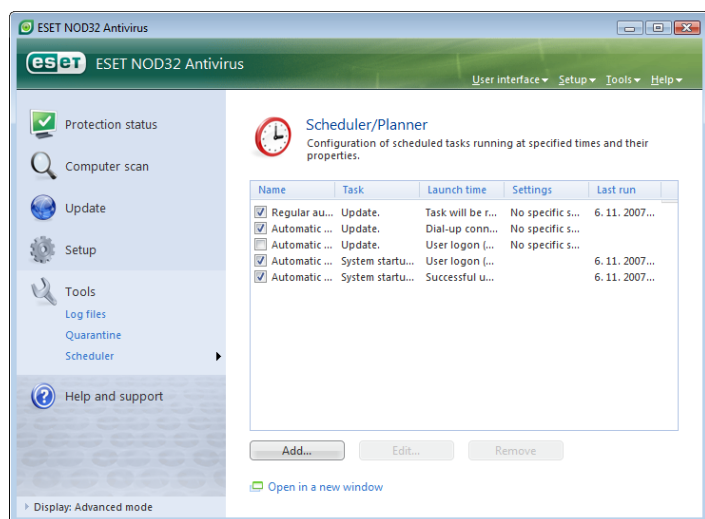 ESET NOD32 Antivirus
eset ESET NOD32 Antivirus
User interface Setup Tools Help
Protection status
Computer scan
Update
Setup
Tools
Log files
Quarantine
Scheduler
Help and support
Display: Advanced mode
Scheduler/Planner
Configuration of scheduled tasks running at specified times and their
properties.
Name Task Launch time Settings Last run
Regular au... Update. Task will be r... No specific s... 6. 11. 2007...
Automatic ... Update. Dial-up conn... No specific s...
Automatic ... Update. User logon (... No specific s...
Automatic ... System startu... User logon (... 6. 11. 2007...
Automatic ... System startu... Successful u... 6. 11. 2007...
Add... Edit... Remove
Open in a new window